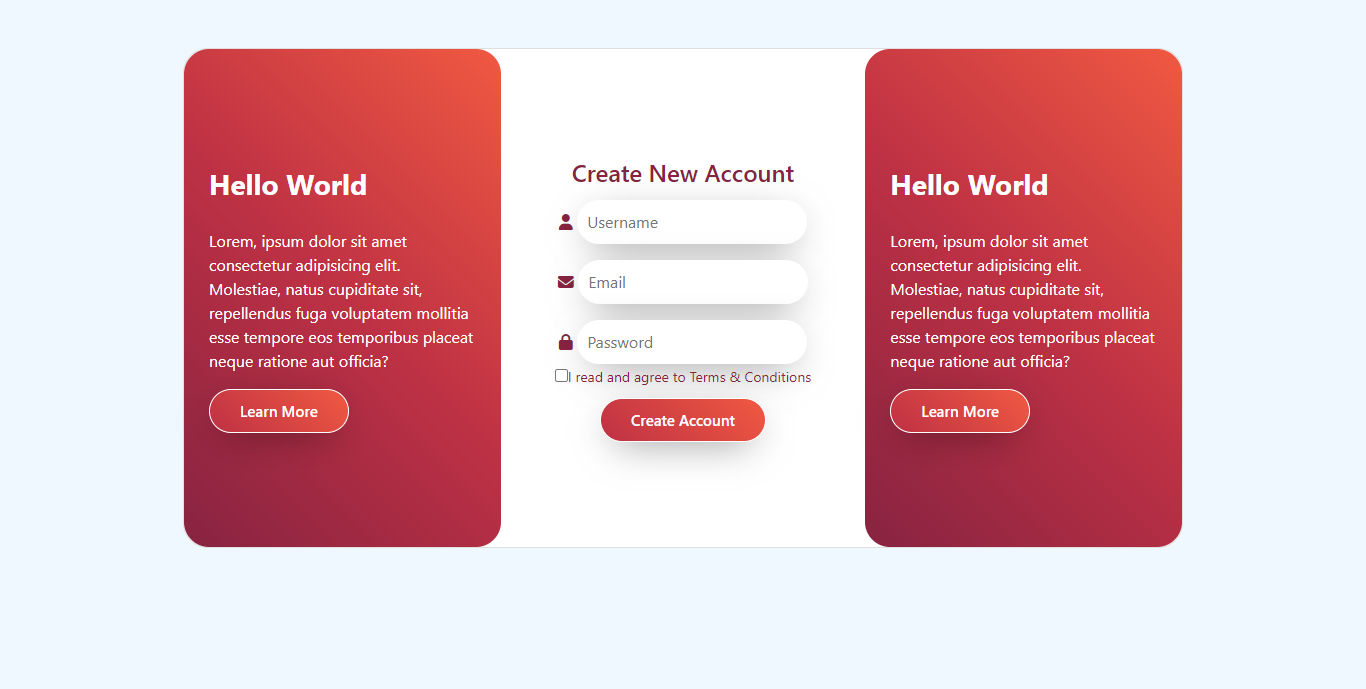 Hello World
Lorem, ipsum dolor sit amet
consectetur adipisicing elit.
Molestiae, natus cupiditate sit,
repellendus fuga voluptatem mollitia
esse tempore eos temporibus placeat
neque ratione aut officia?
Learn More
Create New Account
Username
Email
Password
I read and agree to Terms & Conditions
Create Account
Hello World
Lorem, ipsum dolor sit amet
consectetur adipisicing elit.
Molestiae, natus cupiditate sit,
repellendus fuga voluptatem mollitia
esse tempore eos temporibus placeat
neque ratione aut officia?
Learn More